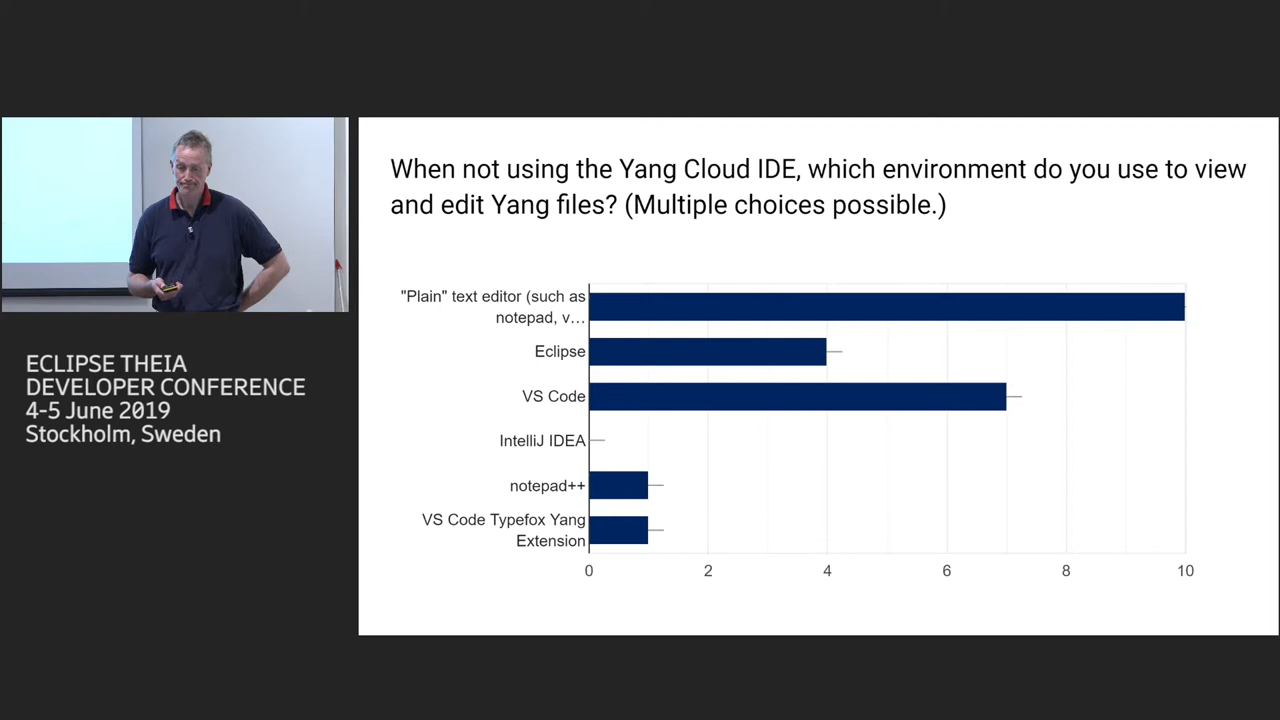 When not using the Yang Cloud IDE, which environment do you use to view
and edit Yang files? (Multiple choices possible.)
"Plain" text editor (such as
notepad, v…
Eclipse
VS Code
IntelliJ IDEA
notepad++
VS Code Typefox Yang
Extension
0 2 4 6 8 10
ECLIPSE THEIA
DEVELOPER CONFERENCE
4-5 June 2019
Stockholm, Sweden